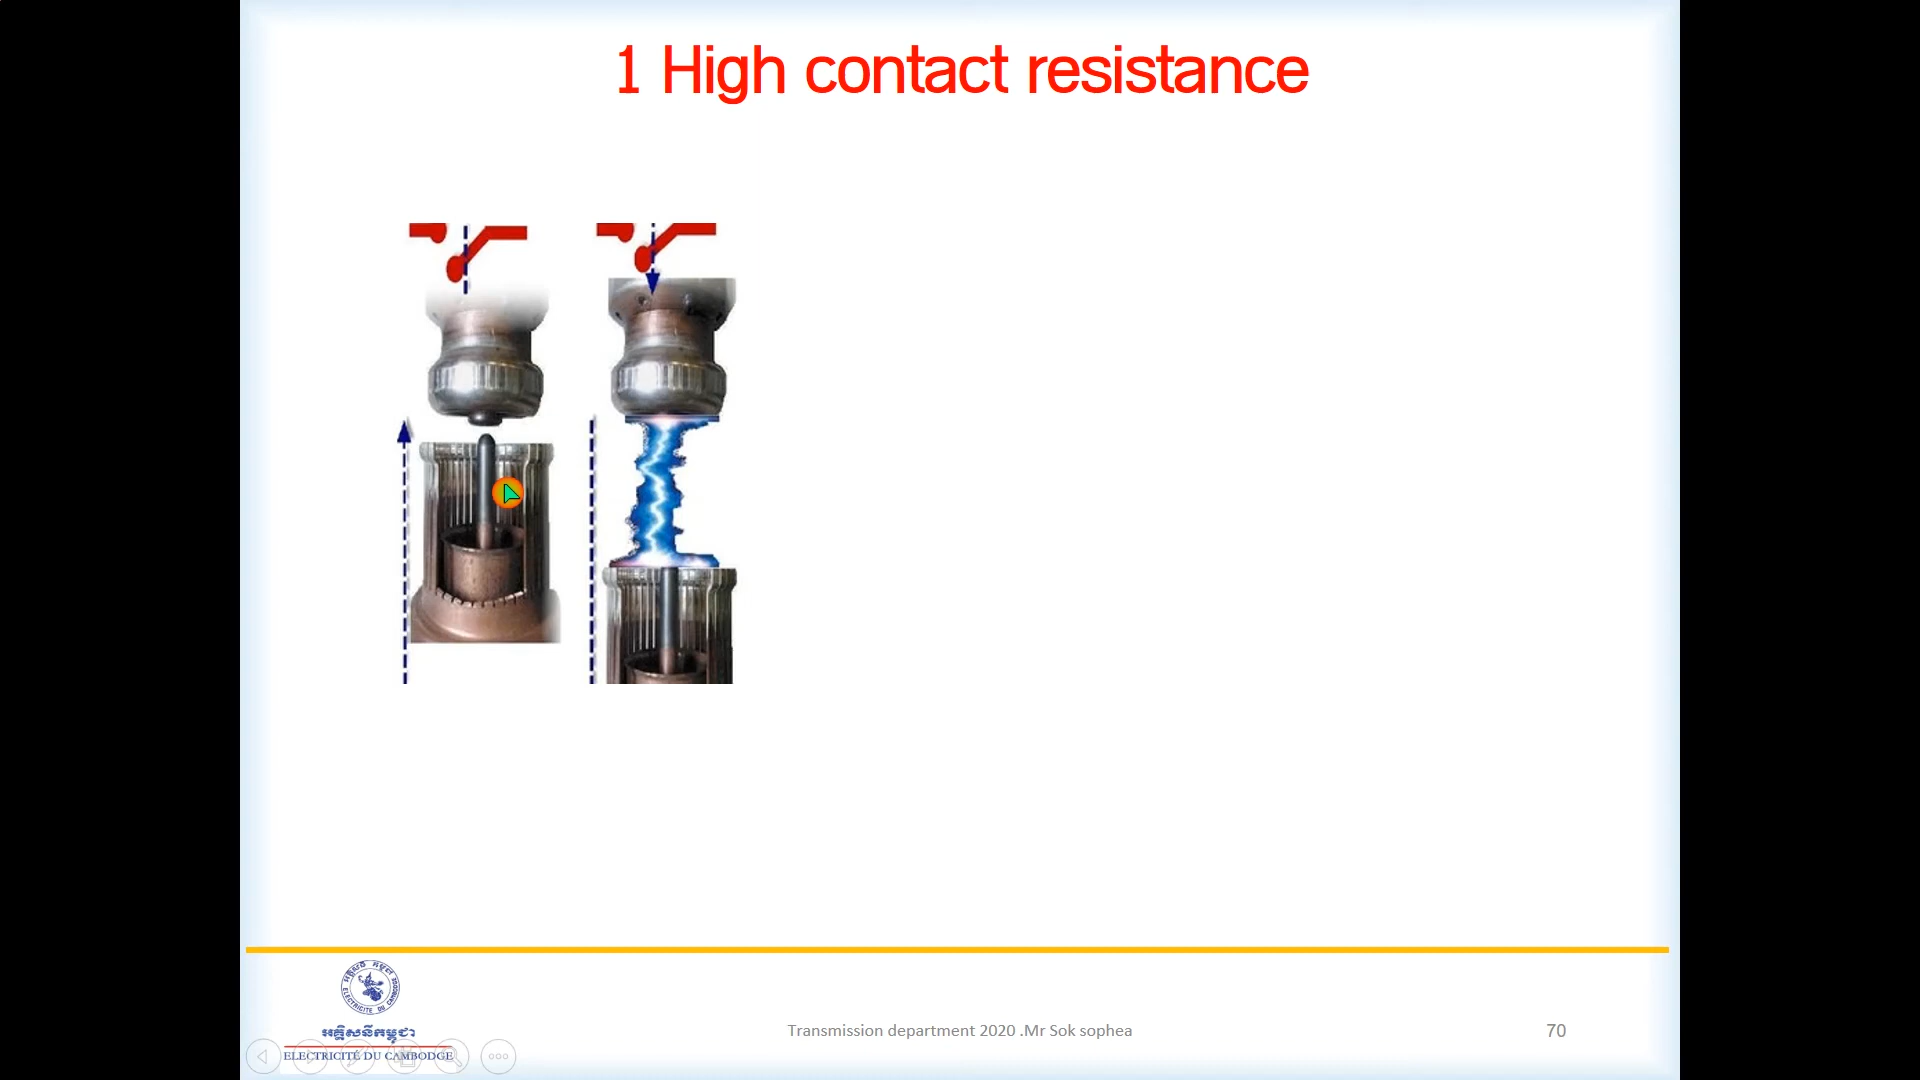 1 High contact resistance
អគ្គិសនីកម្ពុជា
ELECTRICITÉ DU CAMBODGE
Transmission department 2020 .Mr Sok sophea
70